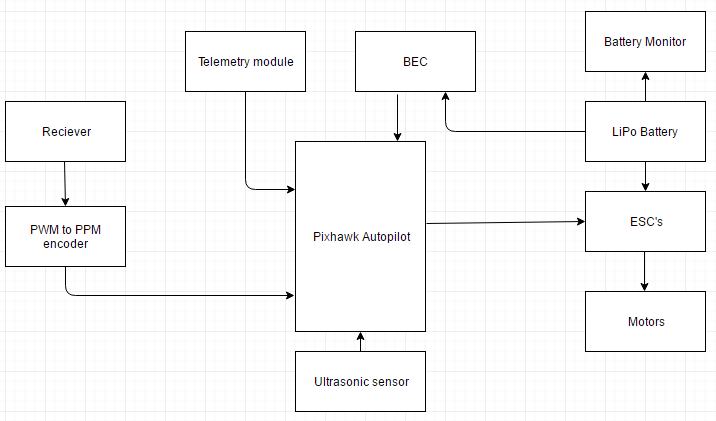 Battery Monitor
Telemetry module
BEC
Reciever
LiPo Battery
PWM to PPM
encoder
Pixhawk Autopilot
ESC's
Motors
Ultrasonic sensor